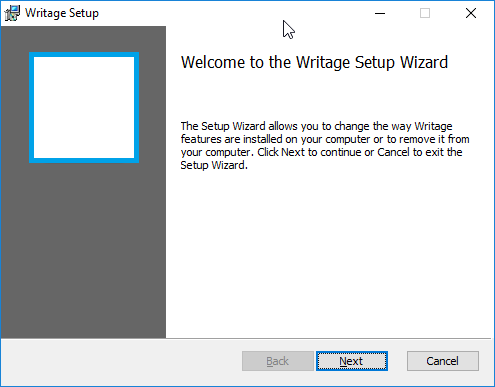 Writage Setup
Welcome to the Writage Setup Wizard
The Setup Wizard allows you to change the way Writage
features are installed on your computer or to remove it from
your computer. Click Next to continue or Cancel to exit the
Setup Wizard.
Back Next Cancel